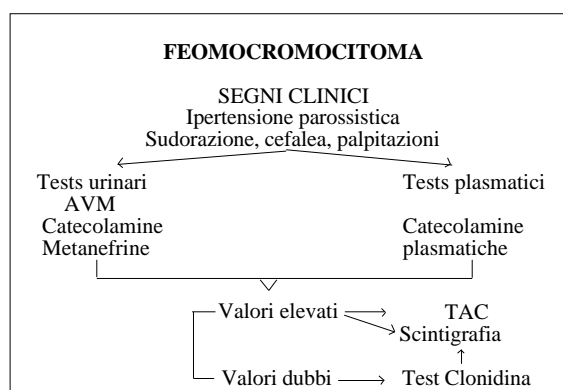 FEOMOCROMOCITOMA
SEGNI CLINICI
Ipertensione parossistica
Sudorazione, cefalea, palpitazioni
Tests urinari
AVM
Catecolamine
Metanefrine
Tests plasmatici
Catecolamine
plasmatiche
Valori elevati
TAC
Scintigrafia
Valori dubbi
Test Clonidina